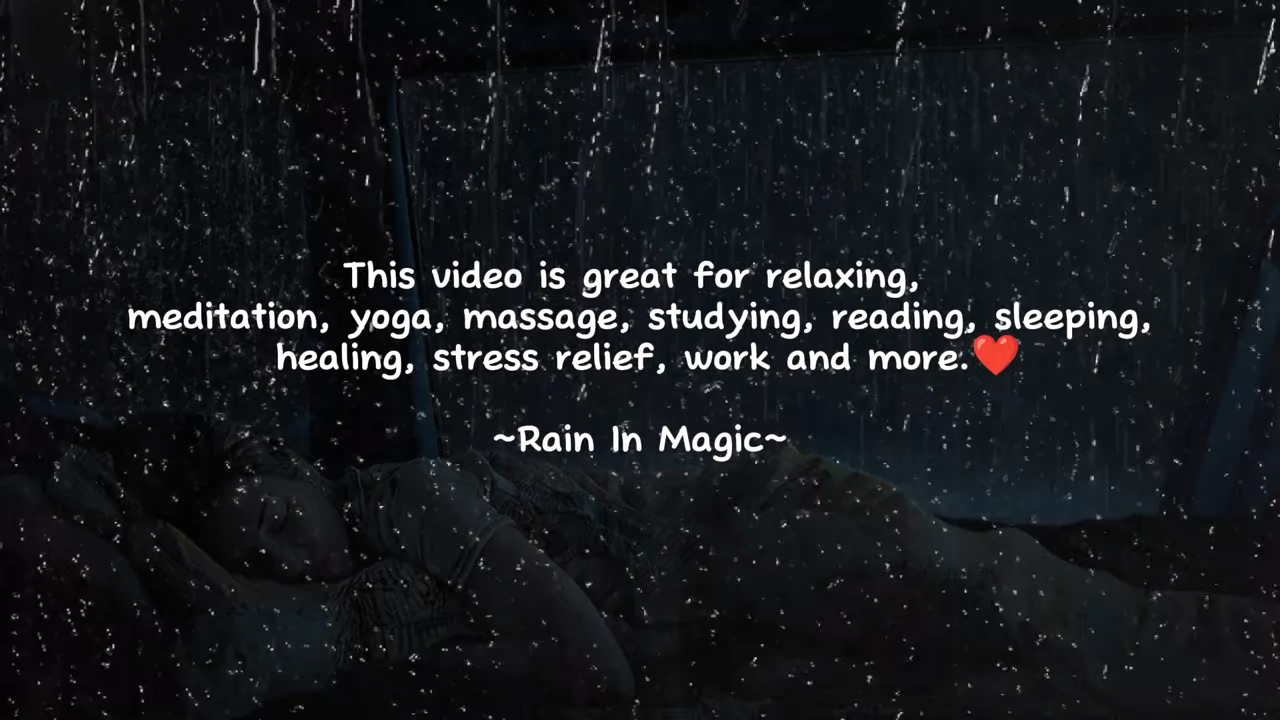 This video is great for relaxing,
meditation, yoga, massage, studying, reading, sleeping,
healing, stress relief, work and more.❤️
~Rain In Magic~